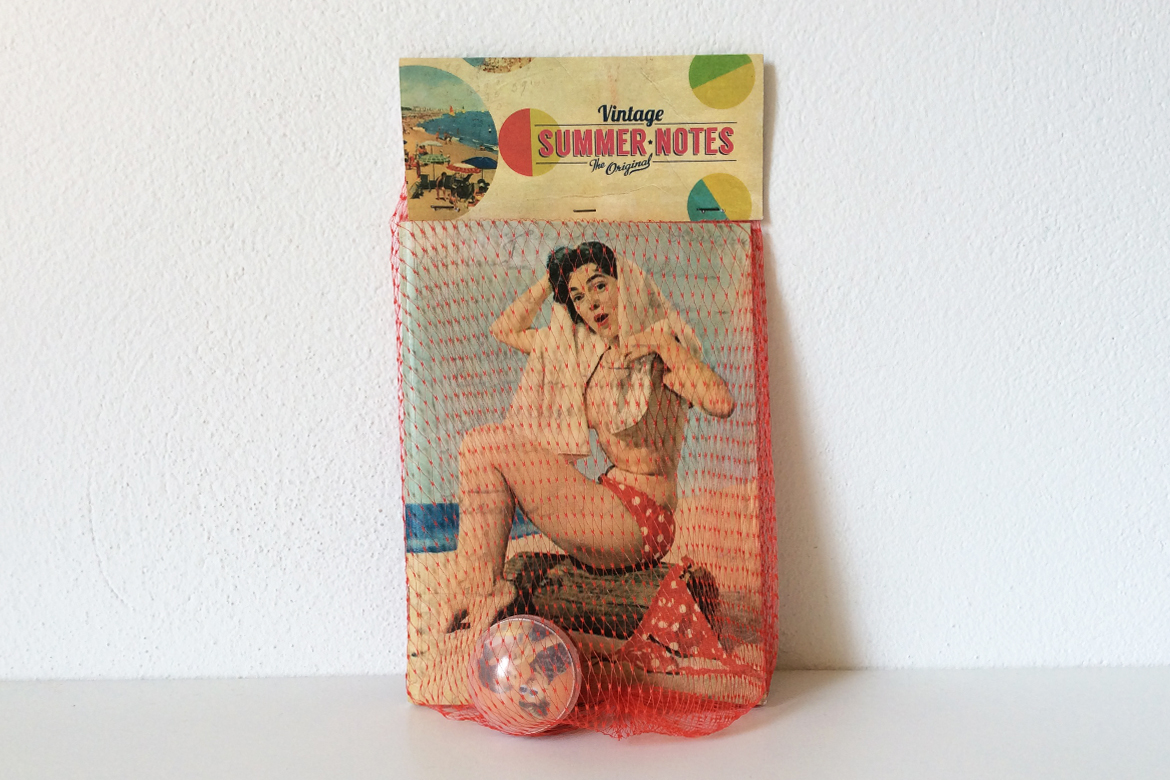 Vintage
SUMMER★NOTES
The Original